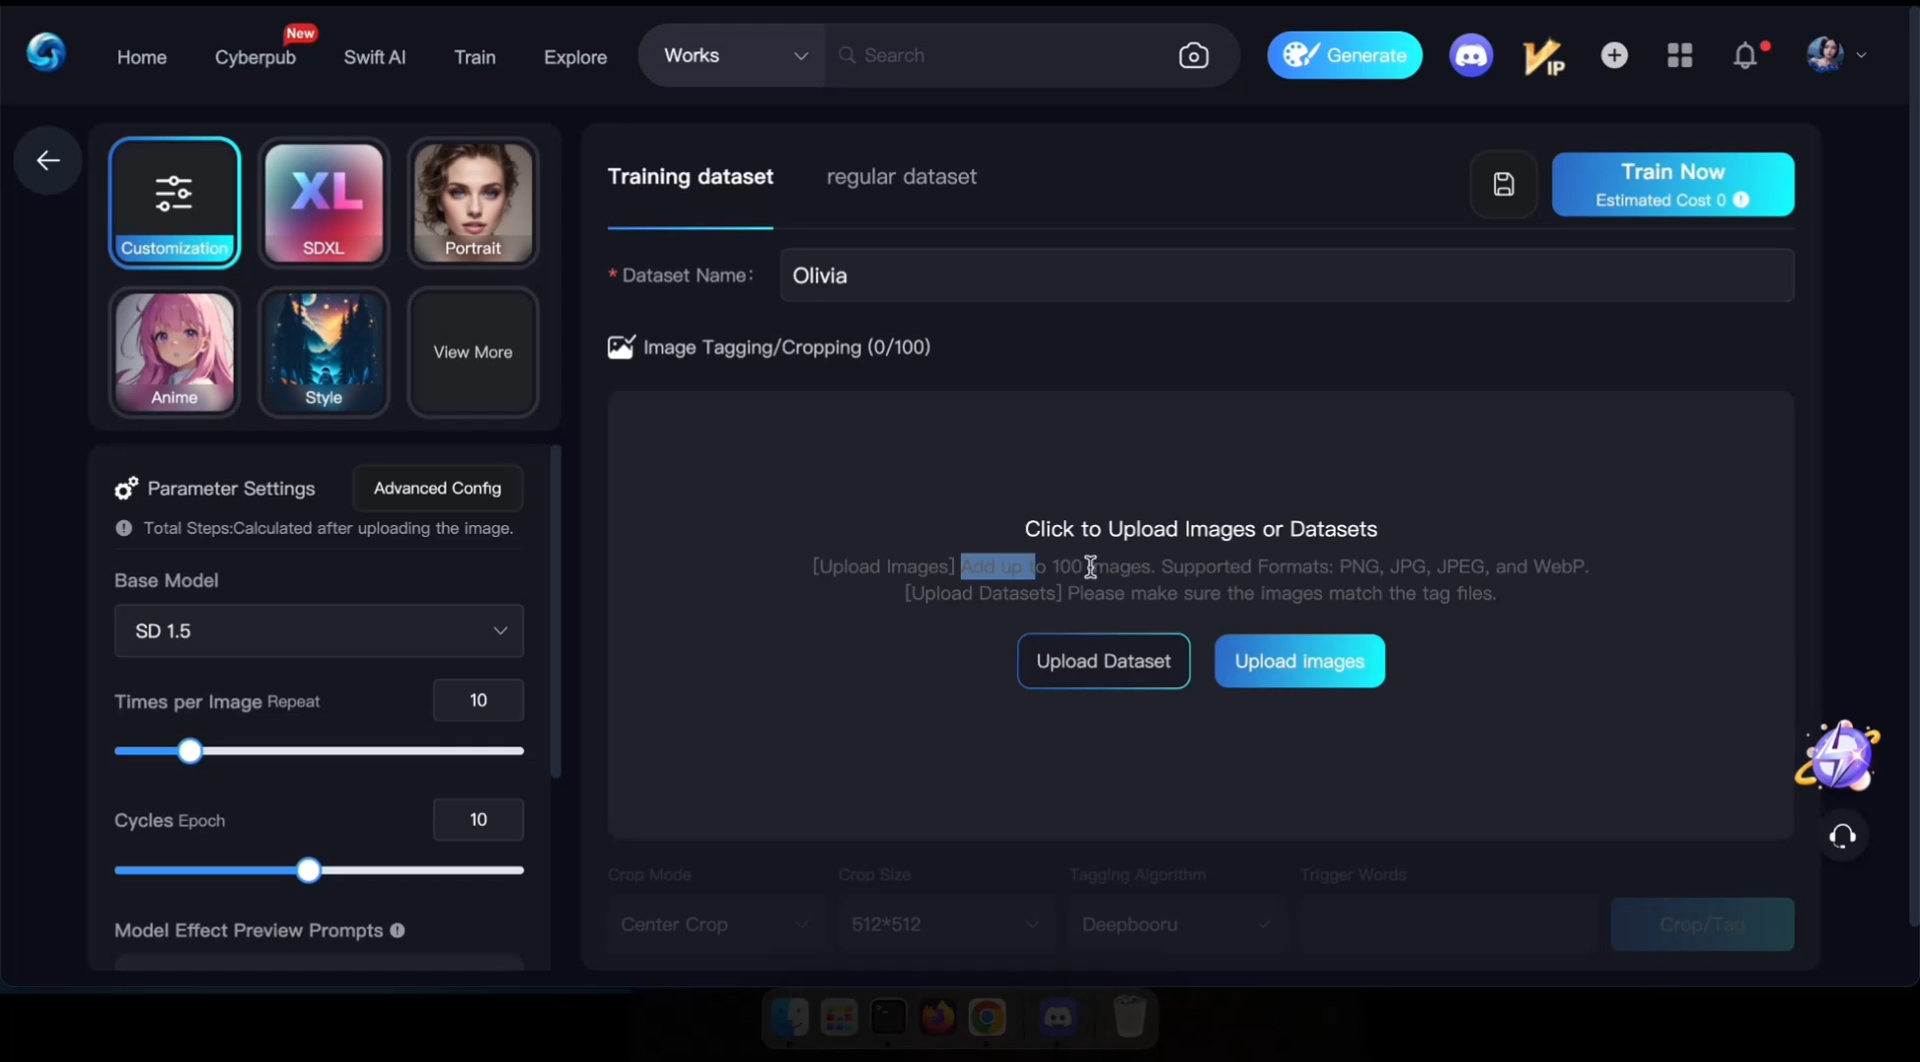 Home
Cyberpub
New
Swift AI
Train
Explore
Works
Search
Generate
VIP
Customization
XL
SDXL
Portrait
Anime
Style
View More
Parameter Settings
Advanced Config
Total Steps:Calculated after uploading the image.
Base Model
SD 1.5
Times per Image Repeat
10
Cycles Epoch
10
Model Effect Preview Prompts
Training dataset
regular dataset
Train Now
Estimated Cost 0
* Dataset Name:
Olivia
Image Tagging/Cropping (0/100)
Click to Upload Images or Datasets
[Upload Images] Add up to 100 images. Supported Formats: PNG, JPG, JPEG, and WebP.
[Upload Datasets] Please make sure the images match the tag files.
Upload Dataset
Upload images
Crop Mode
Crop Size
Tagging Algorithm
Trigger Words
Center Crop
512*512
Deepbooru
Crop/Tag